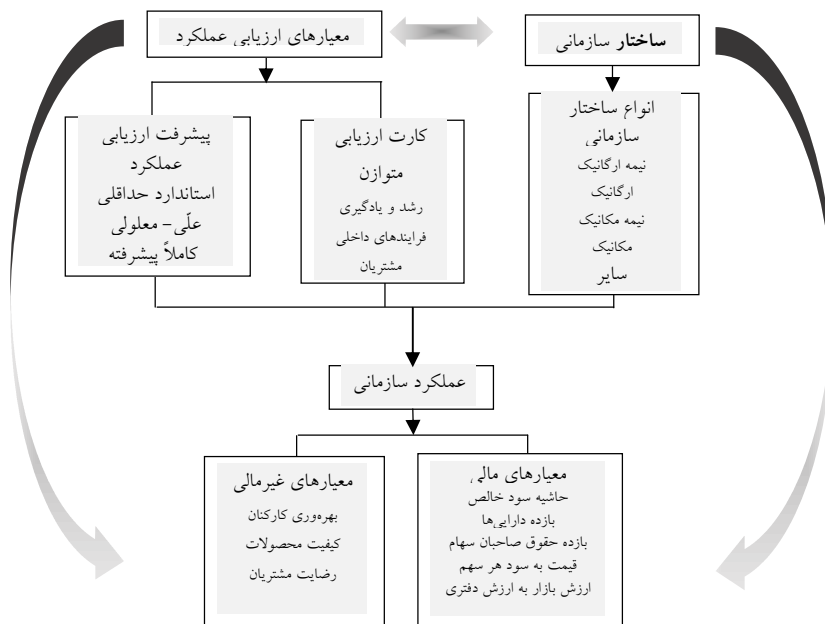 ساختار سازمانی
معیارهای ارزیابی عملکرد
انواع ساختار
سازمانی
نیمه ارگانیک
ارگانیک
نیمه مکانیک
مکانیک
سایر
کارت ارزیابی
متوازن
رشد و یادگیری
فرایندهای داخلی
مشتریان
پیشرفت ارزیابی
عملکرد
استاندارد حداقلی
علّی – معلولی
کاملاً پیشرفته
عملکرد سازمانی
معیارهای مالی
حاشیه سود خالص
بازده دارایی‌ها
بازده حقوق صاحبان سهام
قیمت به سود هر سهم
ارزش بازار به ارزش دفتری
معیارهای غیرمالی
بهره‌وری کارکنان
کیفیت محصولات
رضایت مشتریان